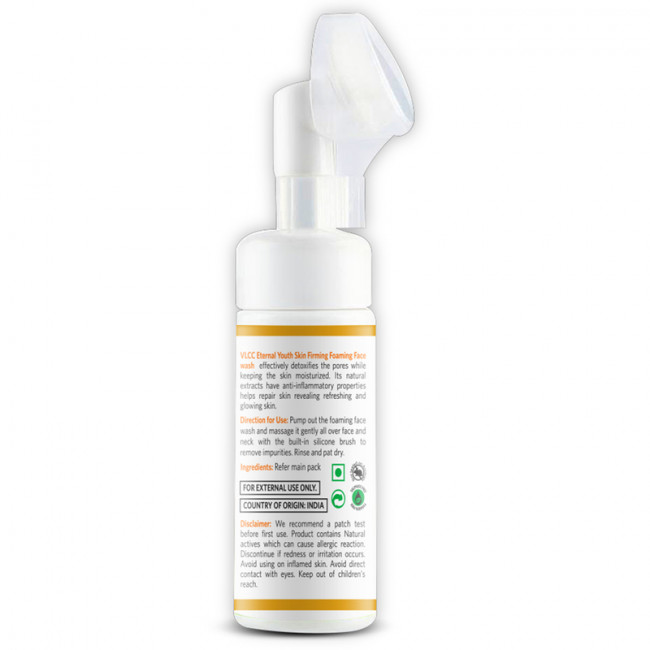 VLCC Eternal Youth Skin Firming Foaming Face
wash effectively detoxifies the pores while
keeping the skin moisturized. Its natural
extracts have anti-inflammatory properties
helps repair skin revealing refreshing and
glowing skin.
Direction for Use: Pump out the foaming face
wash and massage it gently all over face and
neck with the built-in silicone brush to
remove impurities. Rinse and pat dry.
Ingredients: Refer main pack
FOR EXTERNAL USE ONLY.
COUNTRY OF ORIGIN: INDIA
Disclaimer: We recommend a patch test
before first use. Product contains Natural
actives which can cause allergic reaction.
Discontinue if redness or irritation occurs.
Avoid using on inflamed skin. Avoid direct
contact with eyes. Keep out of children's
reach.